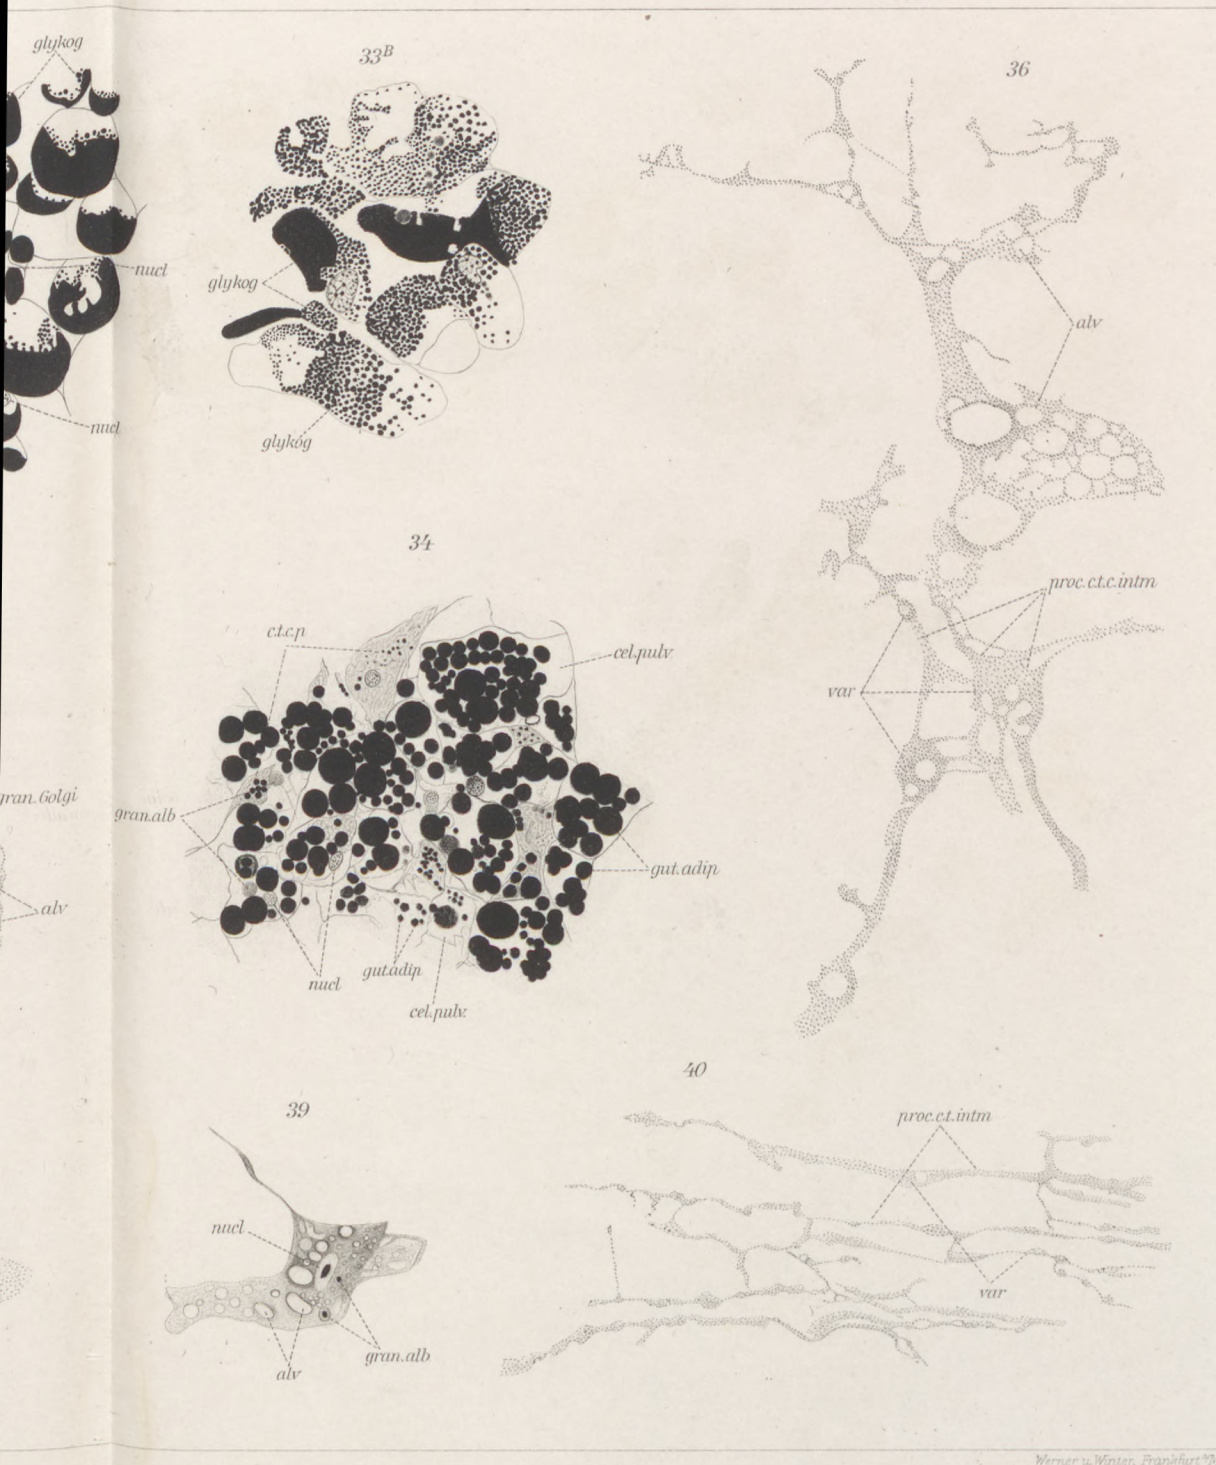 glykog
33B
36
nucl
glykog
alv
nucl
glykog
34
proc.c.t.c.intm
c.t.c.p
cel.pulv
var
gran.Golgi
gran.alb
gut.adip
alv
gut.adip
nucl
cel.pulv.
40
39
proc.c.t.intm
nucl
var
gran.alb
alv
Werner u. Winter, Frankfurt